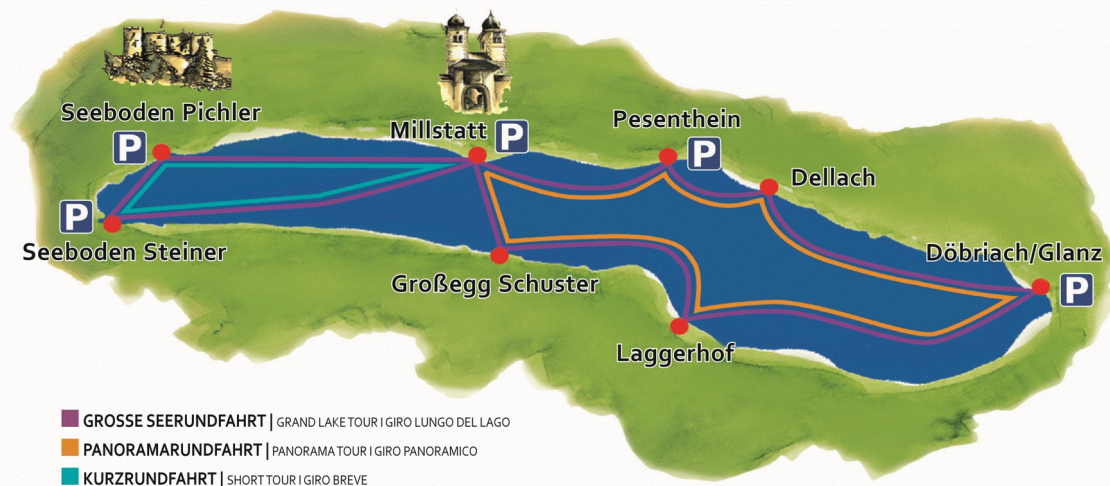 Seeboden Pichler
P
Millstatt
P
Pesenthein
P
Dellach
P
Seeboden Steiner
Großegg Schuster
Döbriach/Glanz
P
Laggerhof
GROSSE SEERUNDFAHRT | GRAND LAKE TOUR I GIRO LUNGO DEL LAGO
PANORAMARUNDFAHRT | PANORAMA TOUR I GIRO PANORAMICO
KURZRUNDFAHRT | SHORT TOUR I GIRO BREVE